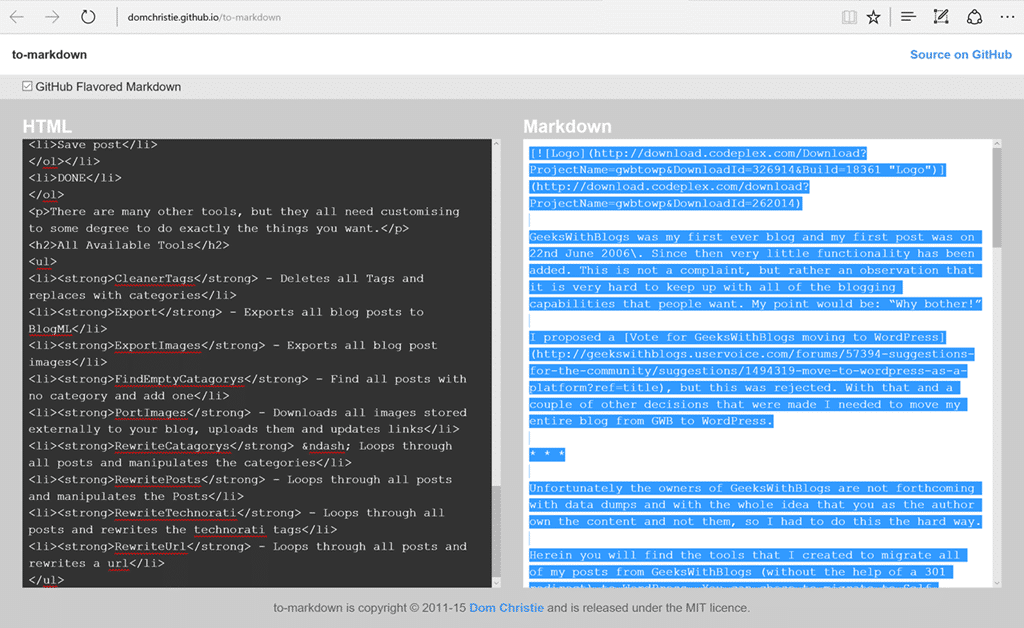 domchristie.github.io/to-markdown
to-markdown
Source on GitHub
GitHub Flavored Markdown
HTML
<li>Save post</li>
</ol></li>
<li>DONE</li>
</ol>
<p>There are many other tools, but they all need customising
to some degree to do exactly the things you want.</p>
<h2>All Available Tools</h2>
<ul>
<li><strong>CleanerTags</strong> - Deletes all Tags and
replaces with categories</li>
<li><strong>Export</strong> - Exports all blog posts to
BlogML</li>
<li><strong>ExportImages</strong> - Exports all blog post
images</li>
<li><strong>FindEmptyCatagorys</strong> - Find all posts with
no category and add one</li>
<li><strong>PortImages</strong> - Downloads all images stored
externally to your blog, uploads them and updates links</li>
<li><strong>RewriteCatagorys</strong> &ndash; Loops through
all posts and manipulates the categories</li>
<li><strong>RewritePosts</strong> - Loops through all posts
and manipulates the Posts</li>
<li><strong>RewriteTechnorati</strong> - Loops through all
posts and rewrites the technorati tags</li>
<li><strong>RewriteUrl</strong> - Loops through all posts and
rewrites a url</li>
</ul>
Markdown
[![Logo](http://download.codeplex.com/Download?
ProjectName=gwbtowp&DownloadId=326914&Build=18361 "Logo")]
(http://download.codeplex.com/download?
ProjectName=gwbtowp&DownloadId=262014)
GeeksWithBlogs was my first ever blog and my first post was on
22nd June 2006\. Since then very little functionality has been
added. This is not a complaint, but rather an observation that
it is very hard to keep up with all of the blogging
capabilities that people want. My point would be: “Why bother!”
I proposed a [Vote for GeeksWithBlogs moving to WordPress]
(http://geekswithblogs.uservoice.com/forums/57394-suggestions-
for-the-community/suggestions/1494319-move-to-wordpress-as-a-
platform?ref=title), but this was rejected. With that and a
couple of other decisions that were made I needed to move my
entire blog from GWB to WordPress.
* * *
Unfortunately the owners of GeeksWithBlogs are not forthcoming
with data dumps and with the whole idea that you as the author
own the content and not them, so I had to do this the hard way.
Herein you will find the tools that I created to migrate all
of my posts from GeeksWithBlogs (without the help of a 301
to-markdown is copyright © 2011-15 Dom Christie and is released under the MIT licence.